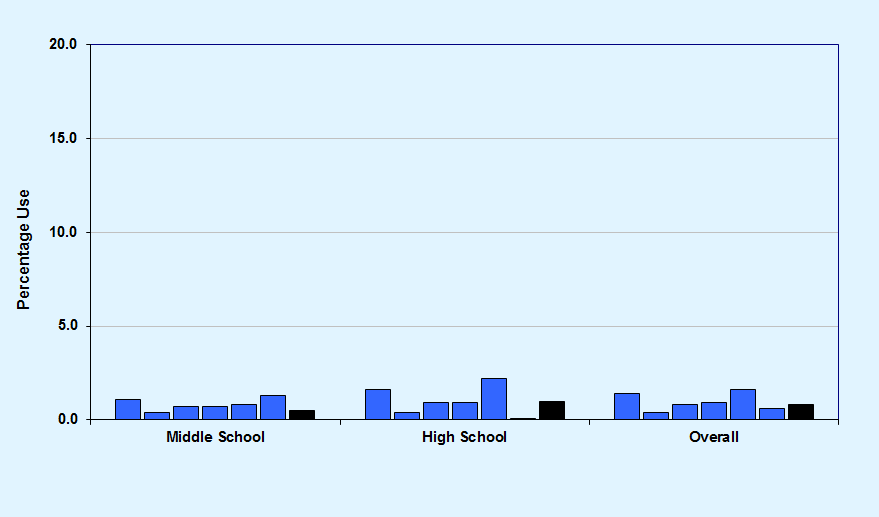 20.0
15.0
10.0
5.0
0.0
Percentage Use
Middle School
High School
Overall